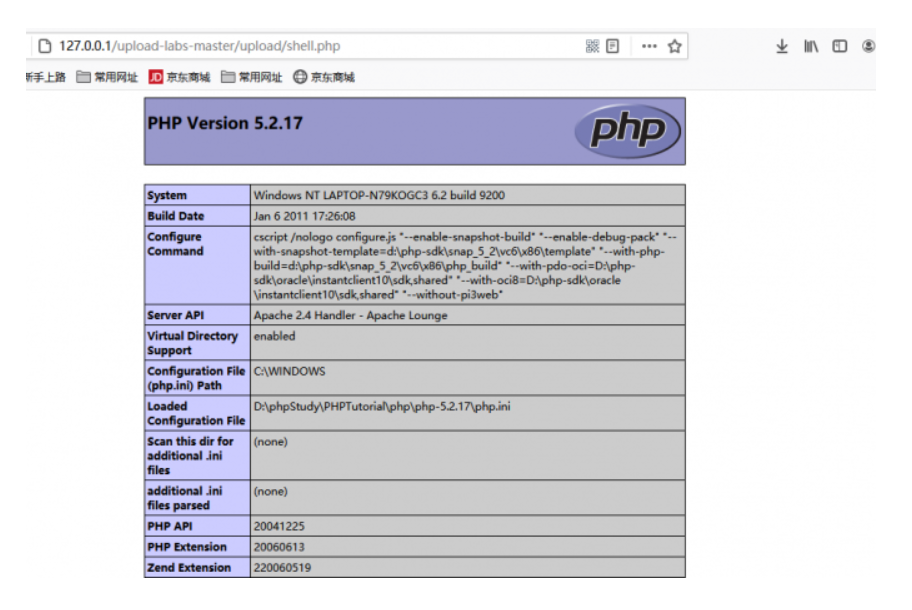 127.0.0.1/upload-labs-master/upload/shell.php
新手上路 常用网址 JD 京东商城 常用网址 京东商城
PHP Version 5.2.17
php
System Windows NT LAPTOP-N79KOGC3 6.2 build 9200
Build Date Jan 6 2011 17:26:08
Configure Command cscript /nologo configure.js "--enable-snapshot-build" "--enable-debug-pack" "--
with-snapshot-template=d:\php-sdk\snap_5_2\vc6\x86\template" "--with-php-
build=d:\php-sdk\snap_5_2\vc6\x86\php_build" "--with-pdo-oci=D:\php-
sdk\oracle\instantclient10\sdk,shared" "--with-oci8=D:\php-sdk\oracle
\instantclient10\sdk,shared" "--without-pi3web"
Server API Apache 2.4 Handler - Apache Lounge
Virtual Directory Support enabled
Configuration File (php.ini) Path C:\WINDOWS
Loaded Configuration File D:\phpStudy\PHPTutorial\php\php-5.2.17\php.ini
Scan this dir for additional .ini files (none)
additional .ini files parsed (none)
PHP API 20041225
PHP Extension 20060613
Zend Extension 220060519